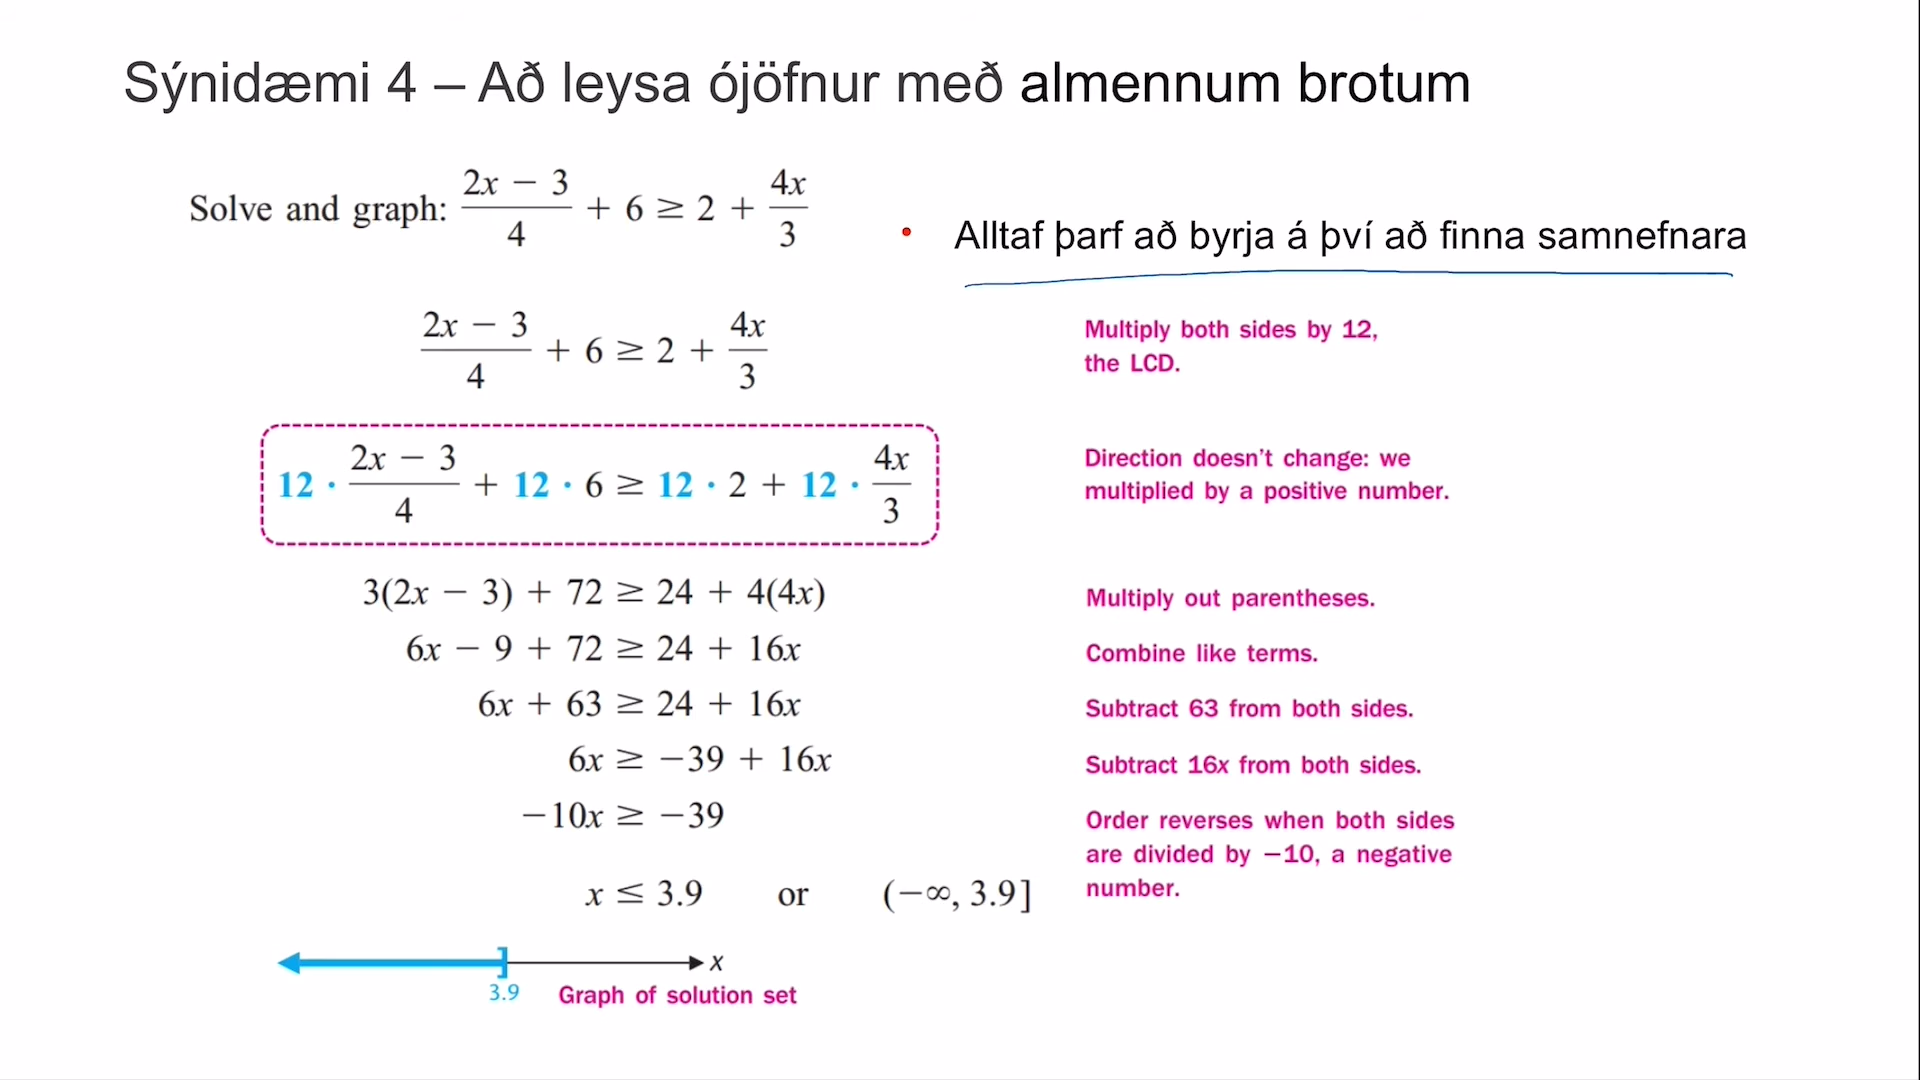 Sýnidæmi 4 – Að leysa ójöfnur með almennum brotum
Solve and graph: (2x − 3)/4 + 6 ≥ 2 + 4x/3
• Alltaf þarf að byrja á því að finna samnefnara
(2x − 3)/4 + 6 ≥ 2 + 4x/3
Multiply both sides by 12,
the LCD.
12 · (2x − 3)/4 + 12 · 6 ≥ 12 · 2 + 12 · 4x/3
Direction doesn't change: we
multiplied by a positive number.
3(2x − 3) + 72 ≥ 24 + 4(4x)
Multiply out parentheses.
6x − 9 + 72 ≥ 24 + 16x
Combine like terms.
6x + 63 ≥ 24 + 16x
Subtract 63 from both sides.
6x ≥ −39 + 16x
Subtract 16x from both sides.
−10x ≥ −39
Order reverses when both sides
are divided by −10, a negative
number.
x ≤ 3.9 or (−∞, 3.9]
x
3.9
Graph of solution set